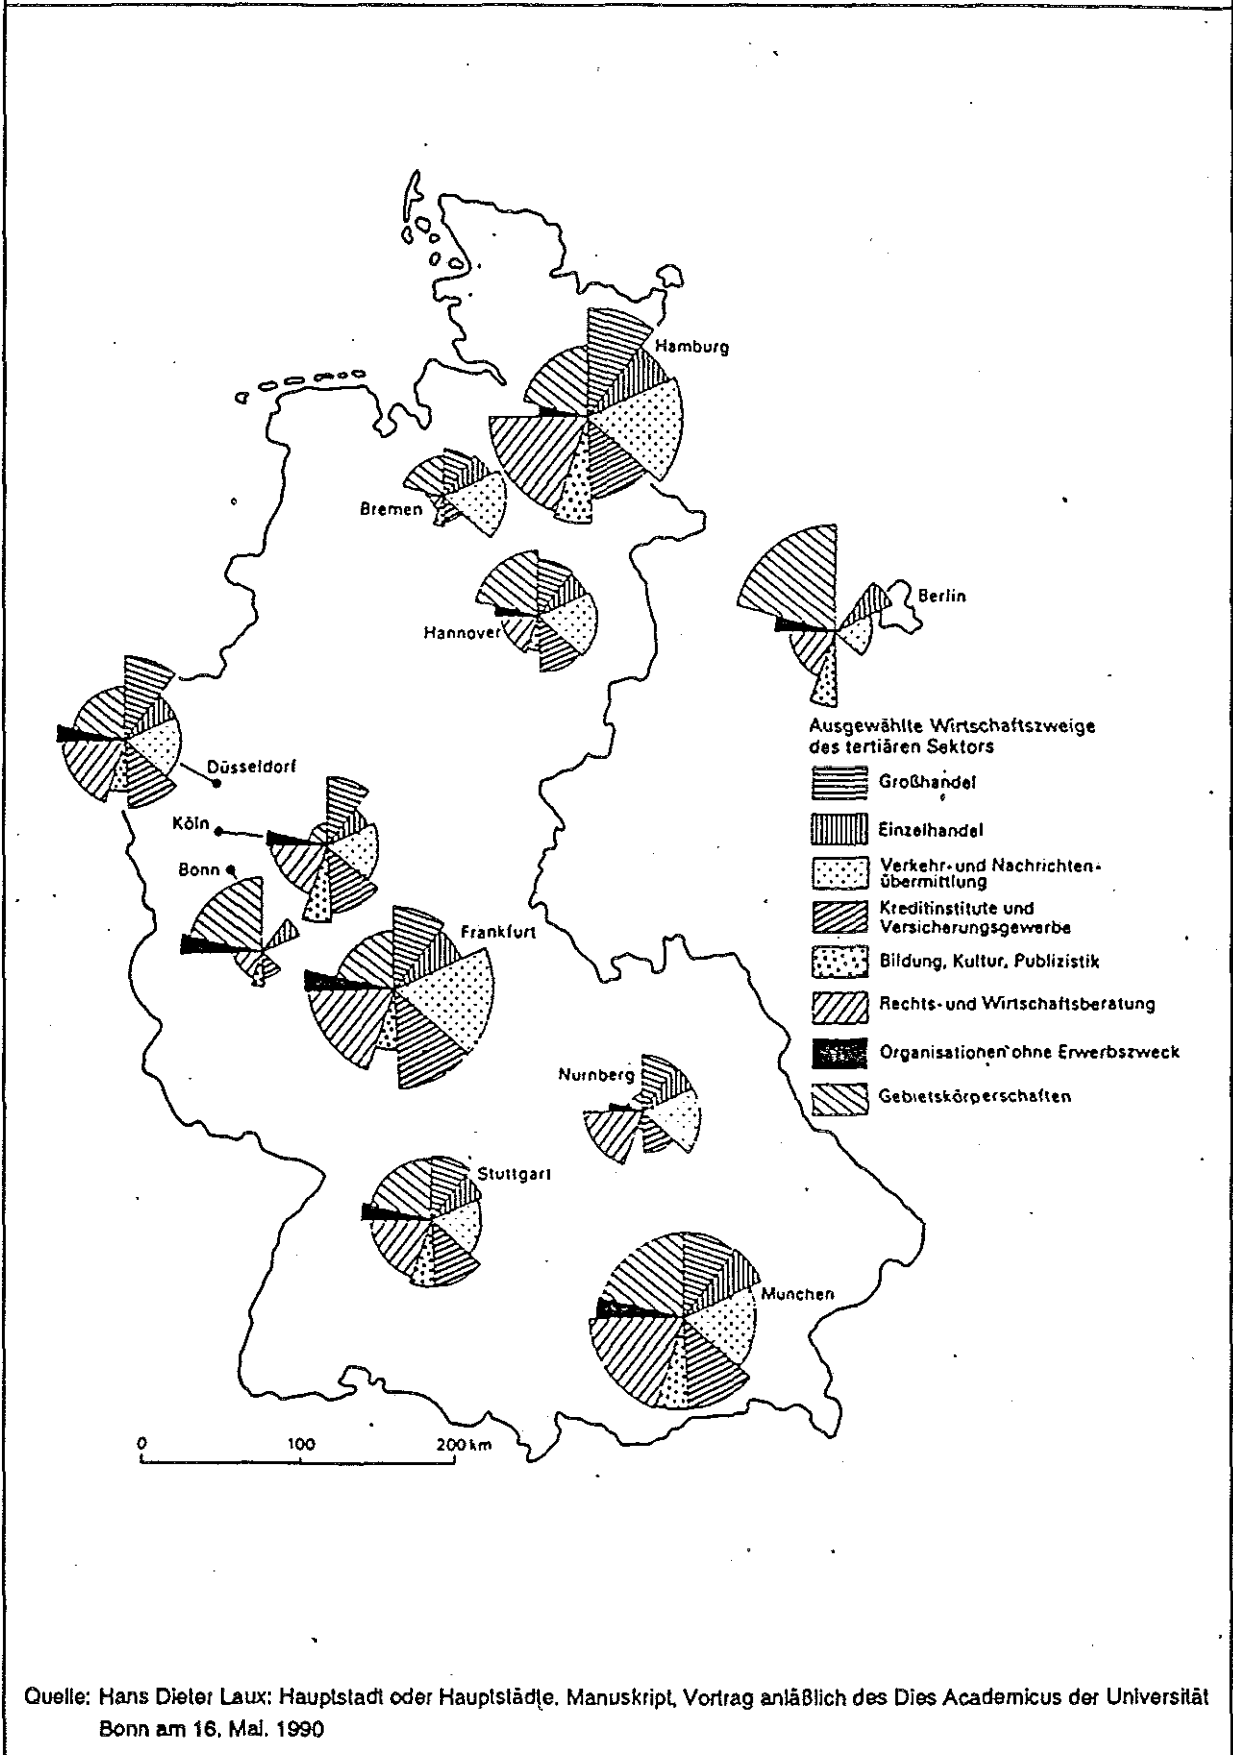 Hamburg
Bremen
Hannover
Berlin
Düsseldorf
Köln
Bonn
Frankfurt
Nurnberg
Stuttgart
Munchen
Ausgewählte Wirtschaftszweige
des tertiären Sektors
Großhandel
Einzelhandel
Verkehr- und Nachrichten-
übermittlung
Kreditinstitute und
Versicherungsgewerbe
Bildung, Kultur, Publizistik
Rechts- und Wirtschaftsberatung
Organisationen ohne Erwerbszweck
Gebietskörperschaften
0 100 200 km
Quelle: Hans Dieter Laux: Hauptstadt oder Hauptstädte. Manuskript, Vortrag anläßlich des Dies Academicus der Universität
Bonn am 16. Mai. 1990